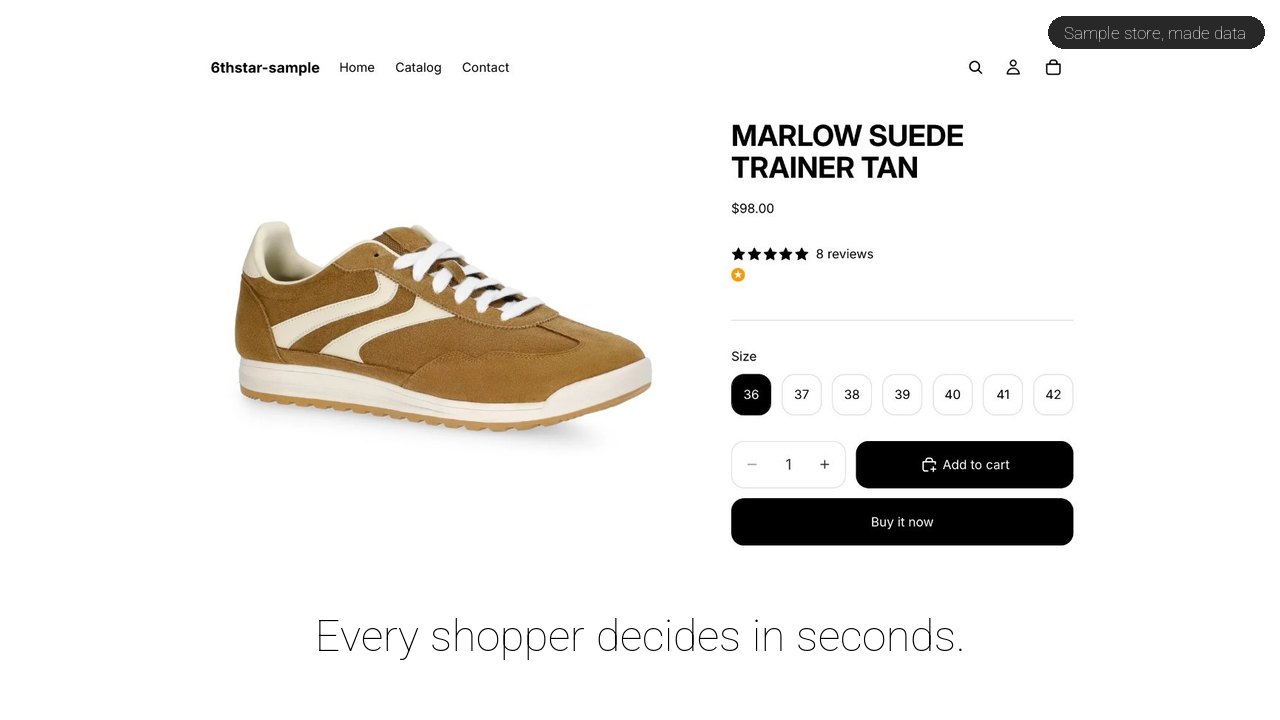 Sample store, made data
6thstar-sample Home Catalog Contact
MARLOW SUEDE
TRAINER TAN
$98.00
8 reviews
Size
36 37 38 39 40 41 42
1
Add to cart
Buy it now
Every shopper decides in seconds.